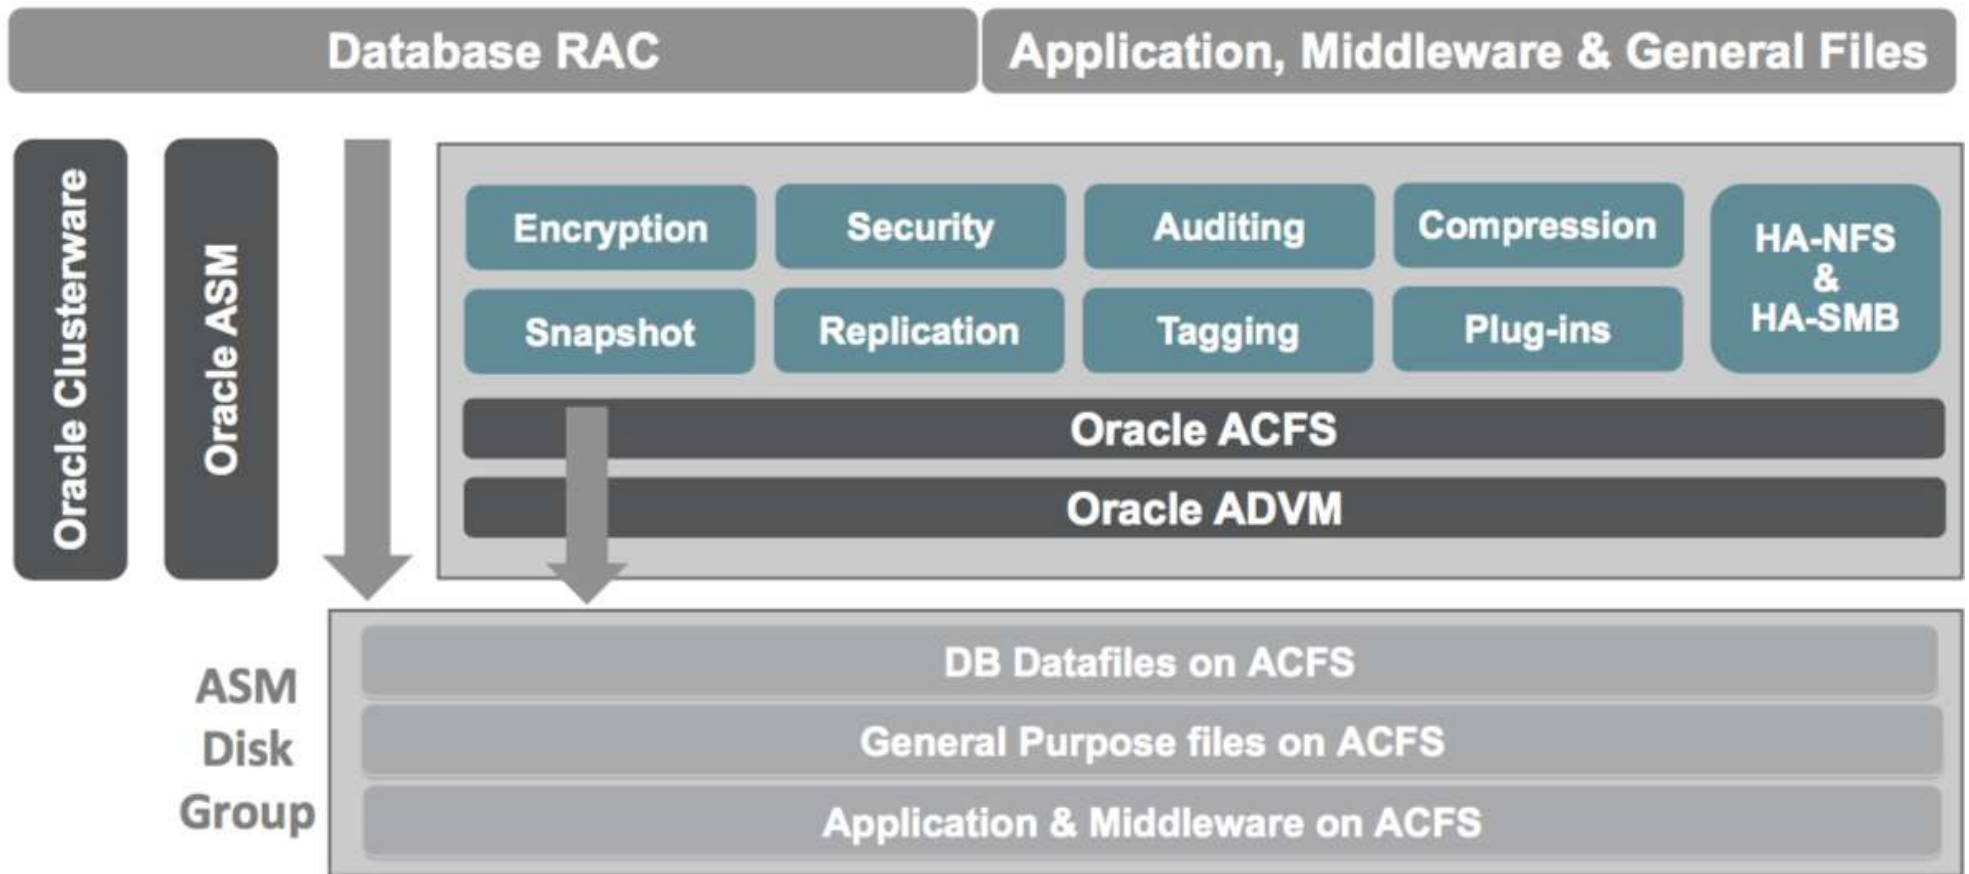 Database RAC
Application, Middleware & General Files
Oracle Clusterware
Oracle ASM
Encryption
Security
Auditing
Compression
HA-NFS
&
HA-SMB
Snapshot
Replication
Tagging
Plug-ins
Oracle ACFS
Oracle ADVM
ASM
Disk
Group
DB Datafiles on ACFS
General Purpose files on ACFS
Application & Middleware on ACFS